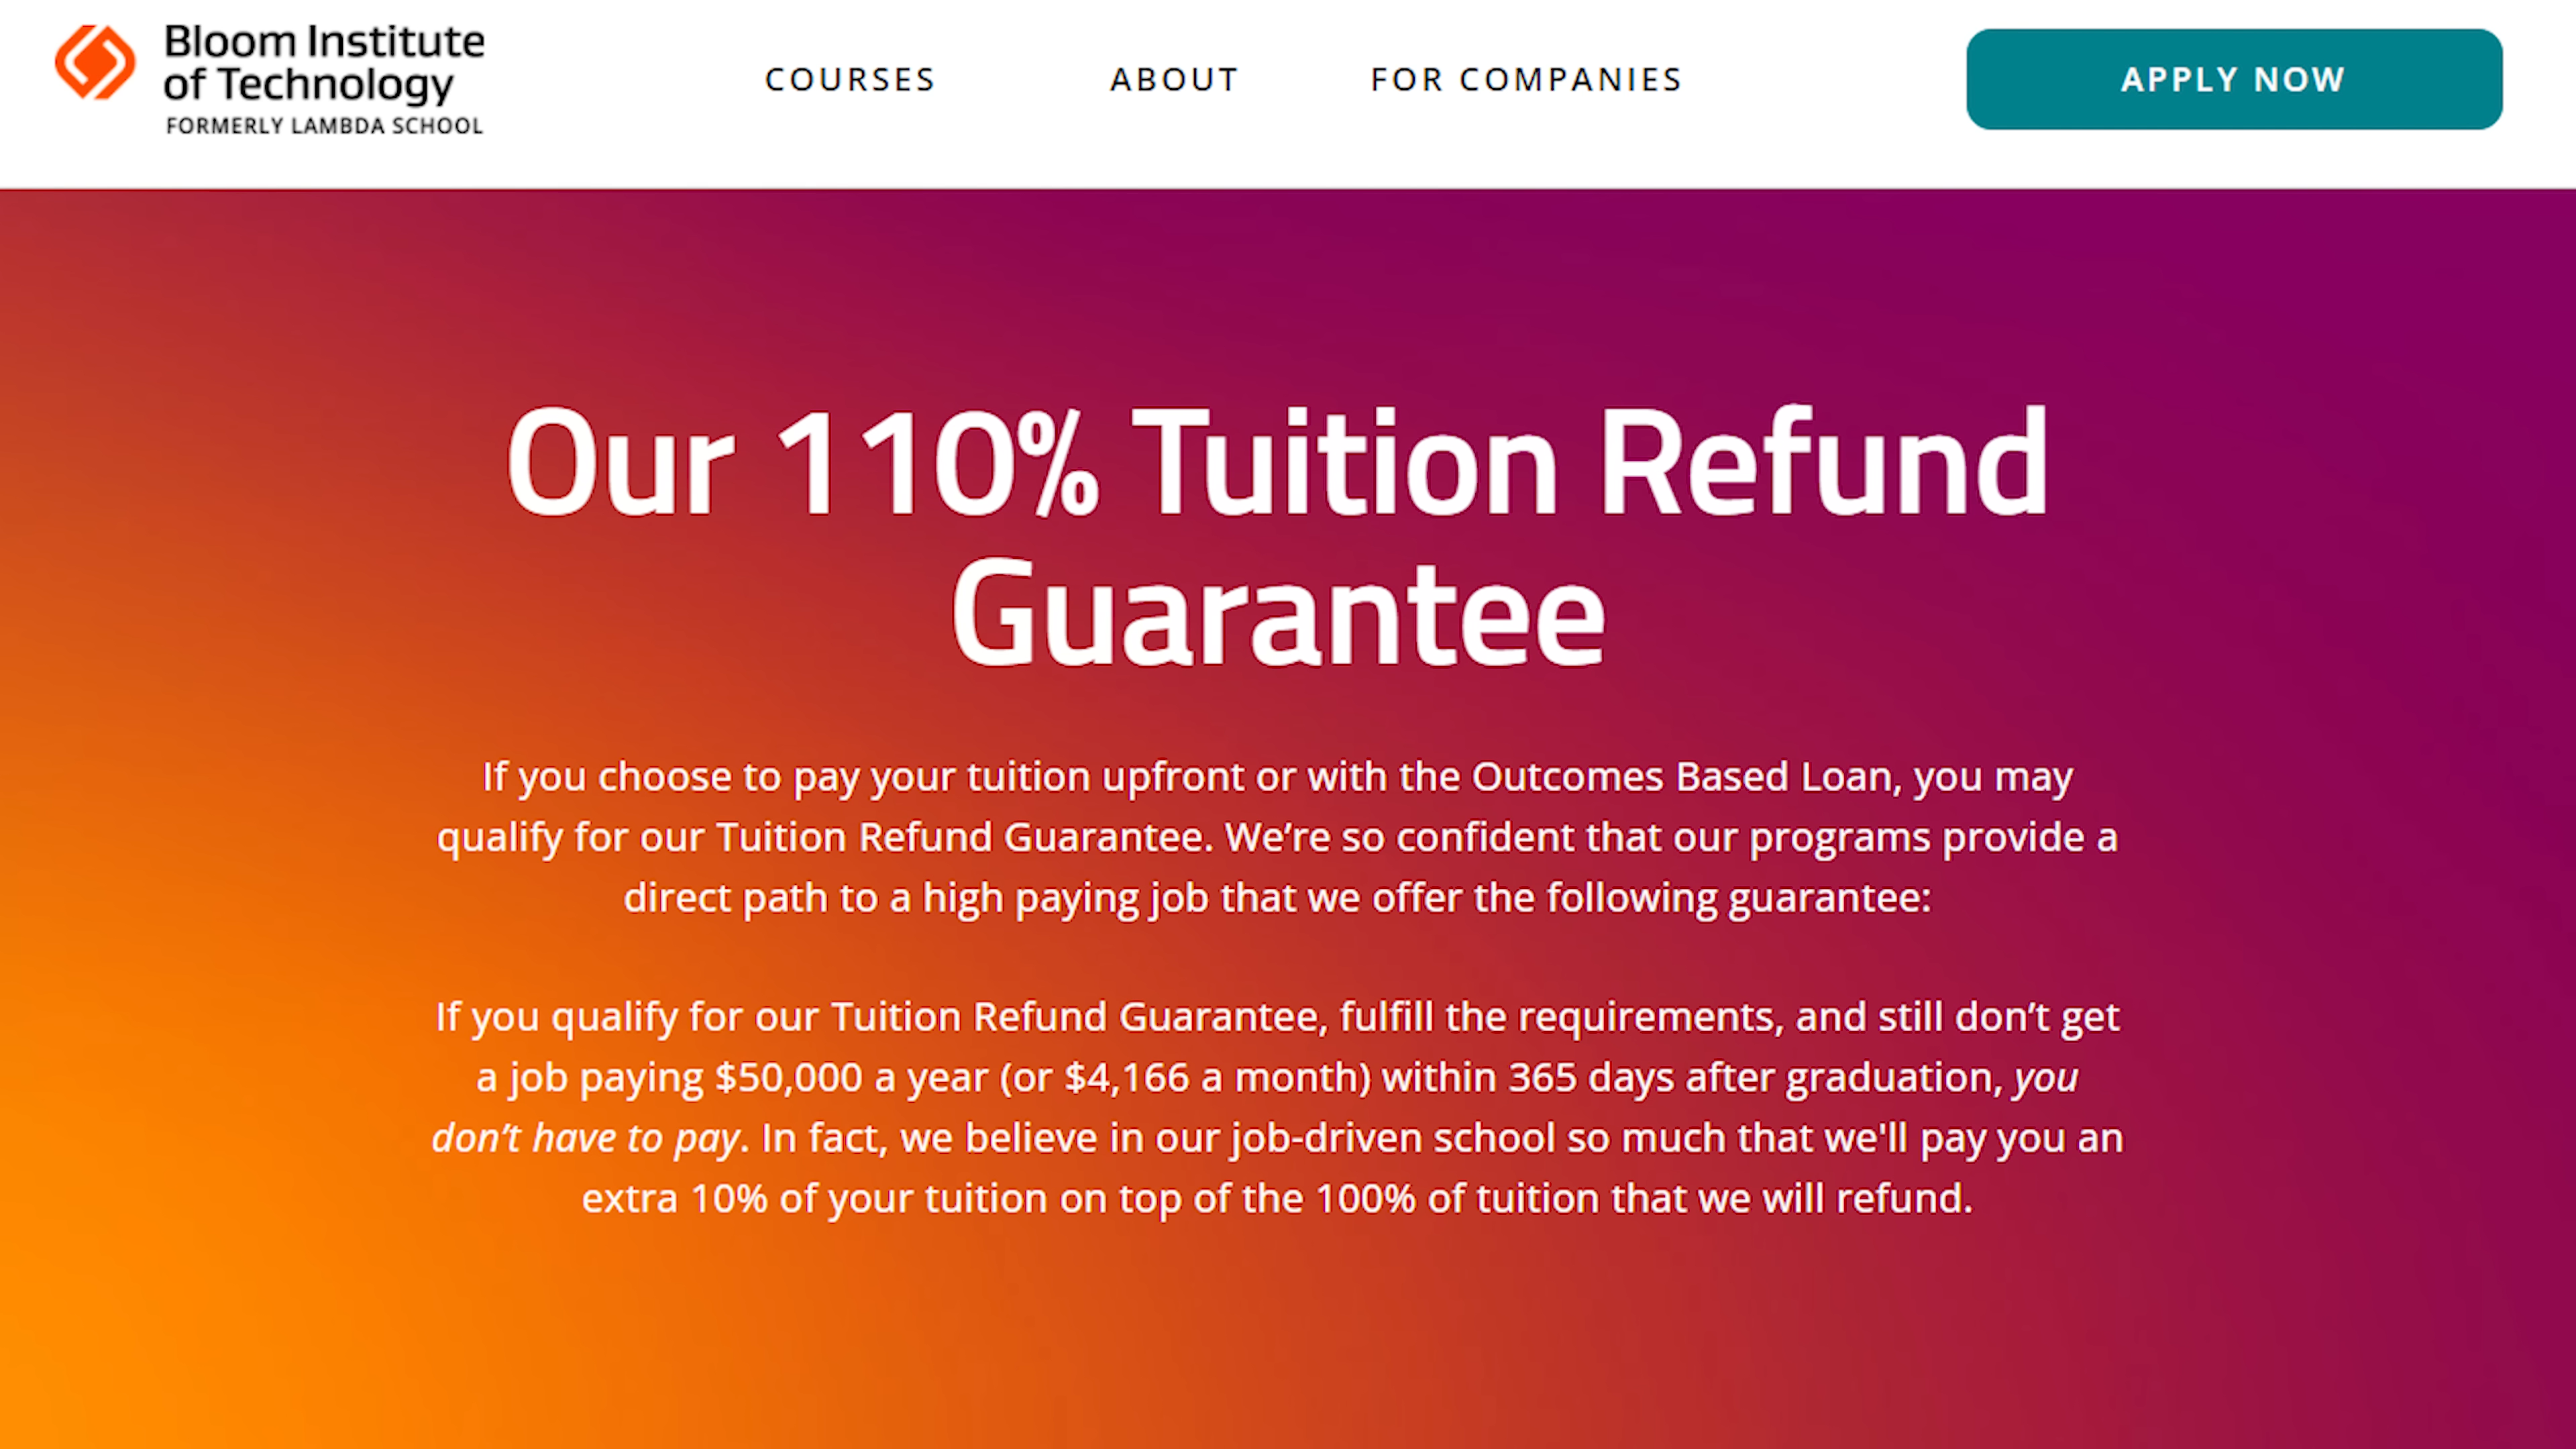 Bloom Institute
of Technology
FORMERLY LAMBDA SCHOOL
COURSES
ABOUT
FOR COMPANIES
APPLY NOW
Our 110% Tuition Refund
Guarantee
If you choose to pay your tuition upfront or with the Outcomes Based Loan, you may
qualify for our Tuition Refund Guarantee. We’re so confident that our programs provide a
direct path to a high paying job that we offer the following guarantee:
If you qualify for our Tuition Refund Guarantee, fulfill the requirements, and still don’t get
a job paying $50,000 a year (or $4,166 a month) within 365 days after graduation, you
don’t have to pay. In fact, we believe in our job-driven school so much that we'll pay you an
extra 10% of your tuition on top of the 100% of tuition that we will refund.